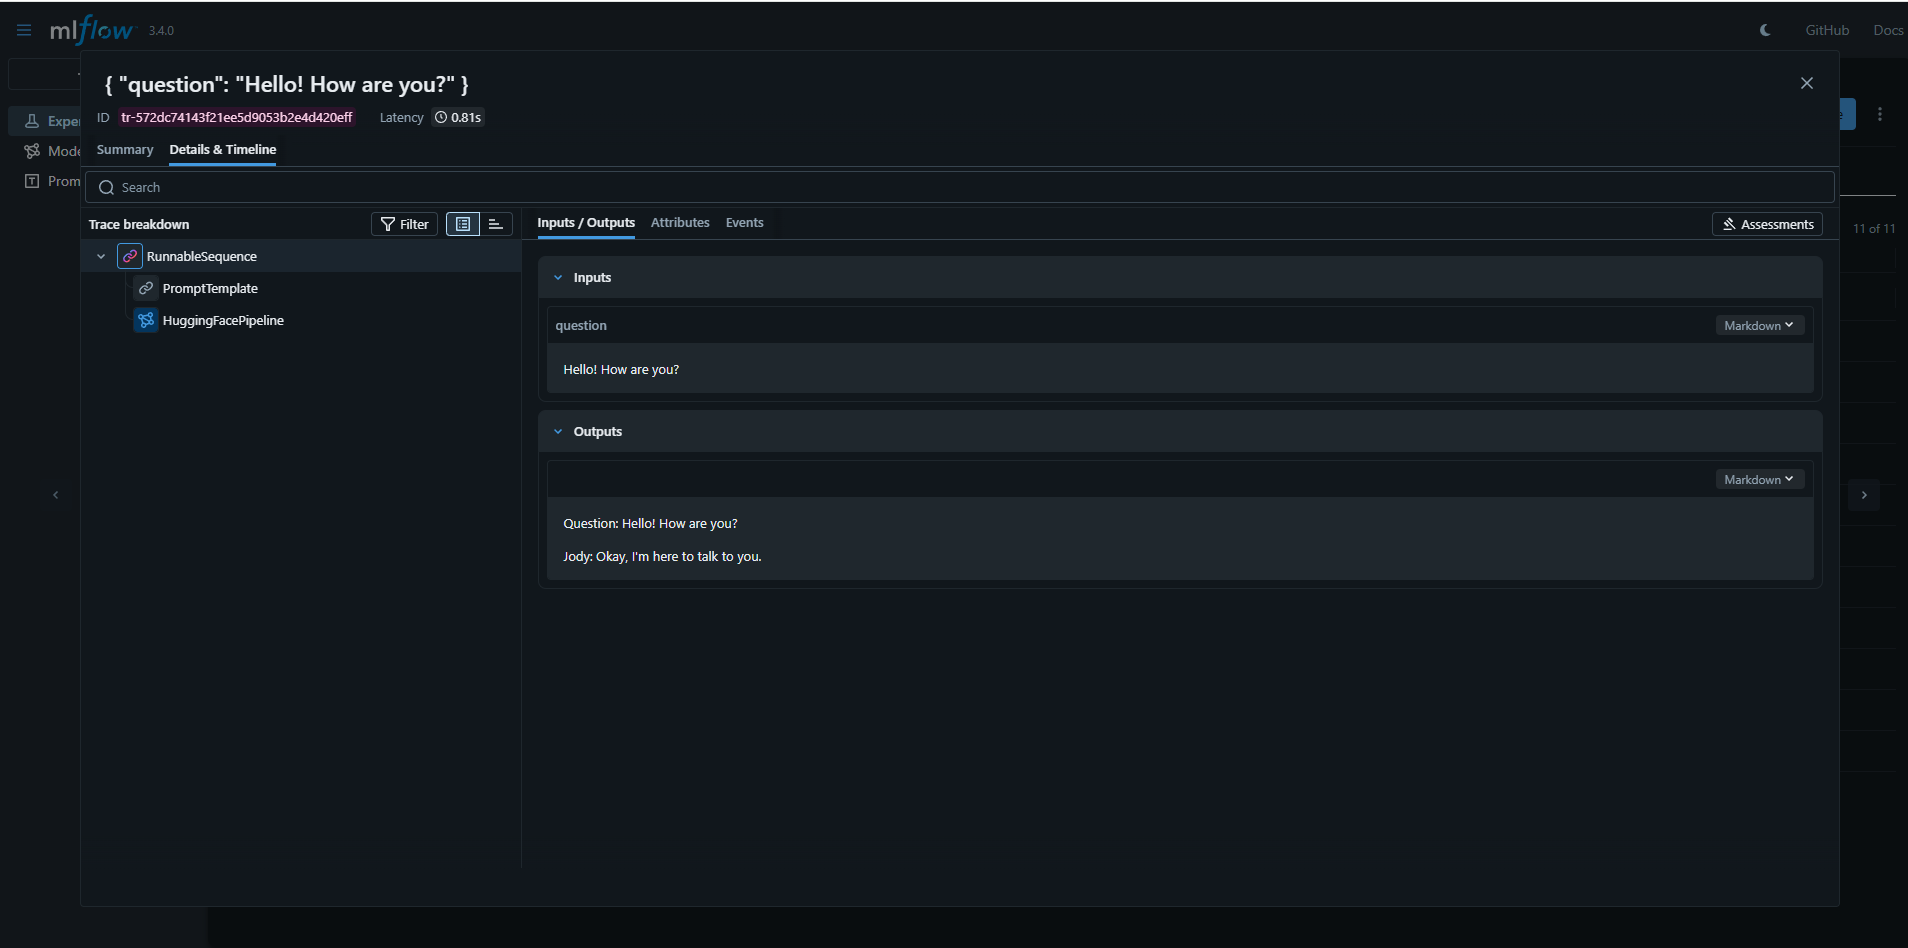 mlflow 3.4.0
GitHub Docs
{ "question": "Hello! How are you?" }
ID tr-572dc74143f21ee5d9053b2e4d420eff Latency 0.81s
Summary Details & Timeline
Search
Expe
Mode
Prom
Trace breakdown Filter
RunnableSequence
PromptTemplate
HuggingFacePipeline
Inputs / Outputs Attributes Events Assessments
11 of 11
Inputs
question Markdown
Hello! How are you?
Outputs
Markdown
Question: Hello! How are you?
Jody: Okay, I'm here to talk to you.